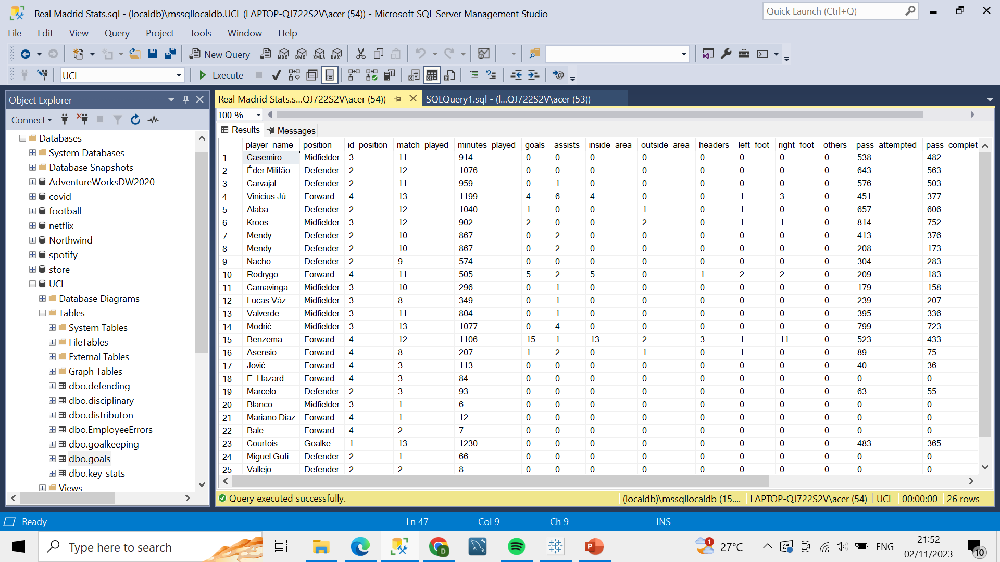 Real Madrid Stats.sql - (localdb)\mssqllocaldb.UCL (LAPTOP-QJ722S2V\acer (54)) - Microsoft SQL Server Management Studio
Quick Launch (Ctrl+Q)
File Edit View Query Project Tools Window Help
New Query MDX DMX XMLA DAX
UCL Execute
Object Explorer
Connect
Databases
System Databases
Database Snapshots
AdventureWorksDW2020
covid
football
netflix
Northwind
spotify
store
UCL
Database Diagrams
Tables
System Tables
FileTables
External Tables
Graph Tables
dbo.defending
dbo.disciplinary
dbo.distributon
dbo.EmployeeErrors
dbo.goalkeeping
dbo.goals
dbo.key_stats
Views
Real Madrid Stats.s...QJ722S2V\acer (54)) SQLQuery1.sql - (l...QJ722S2V\acer (53))
100 %
Results Messages
player_name position id_position match_played minutes_played goals assists inside_area outside_area headers left_foot right_foot others pass_attempted pass_complet
1 Casemiro Midfielder 3 11 914 0 0 0 0 0 0 0 0 538 482
2 Éder Militão Defender 2 12 1076 0 0 0 0 0 0 0 0 643 563
3 Carvajal Defender 2 11 959 0 1 0 0 0 0 0 0 576 503
4 Vinícius Jú... Forward 4 13 1199 4 6 4 0 0 1 3 0 451 377
5 Alaba Defender 2 12 1040 1 0 0 1 0 1 0 0 657 606
6 Kroos Midfielder 3 12 902 2 0 0 2 0 1 1 0 814 752
7 Mendy Defender 2 10 867 0 2 0 0 0 0 0 0 413 376
8 Mendy Defender 2 10 867 0 2 0 0 0 0 0 0 208 173
9 Nacho Defender 2 9 574 0 0 0 0 0 0 0 0 304 283
10 Rodrygo Forward 4 11 505 5 2 5 0 1 2 2 0 209 183
11 Camavinga Midfielder 3 10 296 0 1 0 0 0 0 0 0 179 158
12 Lucas Váz... Midfielder 3 8 349 0 1 0 0 0 0 0 0 239 207
13 Valverde Midfielder 3 11 804 0 1 0 0 0 0 0 0 395 336
14 Modrić Midfielder 3 13 1077 0 4 0 0 0 0 0 0 799 723
15 Benzema Forward 4 12 1106 15 1 13 2 3 1 11 0 523 433
16 Asensio Forward 4 8 207 1 2 0 1 0 1 0 0 89 75
17 Jović Forward 4 3 113 0 0 0 0 0 0 0 0 40 36
18 E. Hazard Forward 4 3 84 0 0 0 0 0 0 0 0 0 0
19 Marcelo Defender 2 3 93 0 0 0 0 0 0 0 0 63 55
20 Blanco Midfielder 3 1 6 0 0 0 0 0 0 0 0 0 0
21 Mariano Díaz Forward 4 1 12 0 0 0 0 0 0 0 0 0 0
22 Bale Forward 4 2 7 0 0 0 0 0 0 0 0 0 0
23 Courtois Goalke... 1 13 1230 0 0 0 0 0 0 0 0 483 365
24 Miguel Guti... Defender 2 1 66 0 0 0 0 0 0 0 0 0 0
25 Vallejo Defender 2 2 8 0 0 0 0 0 0 0 0 0 0
Query executed successfully. (localdb)\mssqllocaldb (15.... LAPTOP-QJ722S2V\acer (54) UCL 00:00:00 26 rows
Ready Ln 47 Col 9 Ch 9 INS
Type here to search
D
P
1
27°C
ENG
21:52
02/11/2023
10